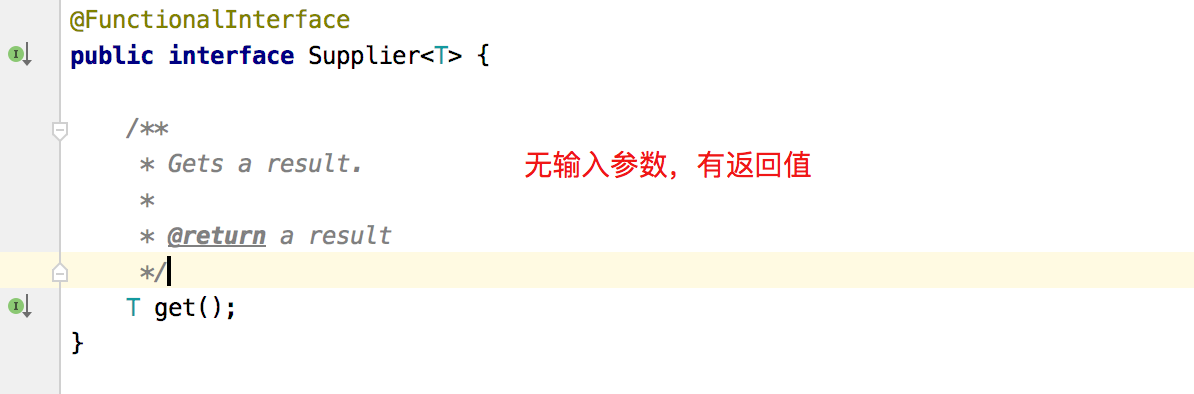 @FunctionalInterface
public interface Supplier<T> {
/**
* Gets a result. 无输入参数，有返回值
*
* @return a result
*/
T get();
}